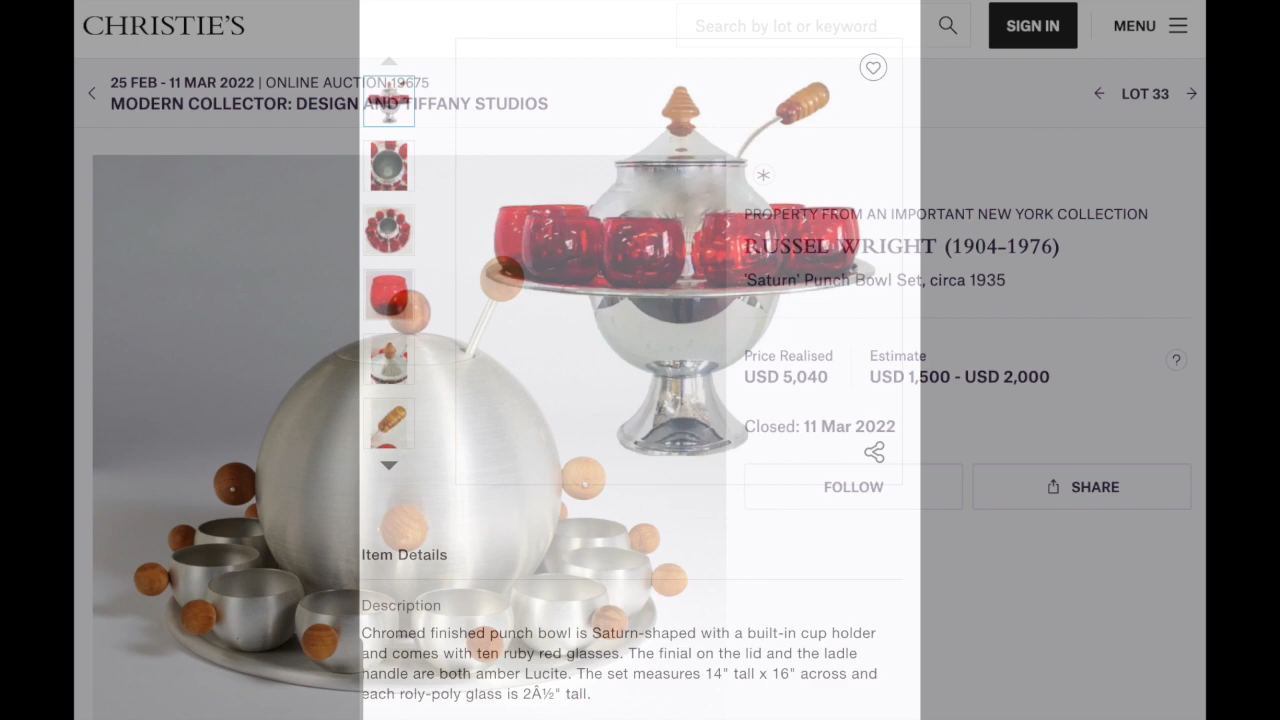 CHRISTIE'S
Search by lot or keyword
SIGN IN
MENU
25 FEB - 11 MAR 2022 | ONLINE AUCTION 19675
MODERN COLLECTOR: DESIGN AND TIFFANY STUDIOS
LOT 33
PROPERTY FROM AN IMPORTANT NEW YORK COLLECTION
RUSSEL WRIGHT (1904-1976)
'Saturn' Punch Bowl Set, circa 1935
Price Realised
Estimate
USD 5,040
USD 1,500 - USD 2,000
?
Closed: 11 Mar 2022
FOLLOW
SHARE
Item Details
Description
Chromed finished punch bowl is Saturn-shaped with a built-in cup holder
and comes with ten ruby red glasses. The finial on the lid and the ladle
handle are both amber Lucite. The set measures 14" tall x 16" across and
each roly-poly glass is 2Â½" tall.